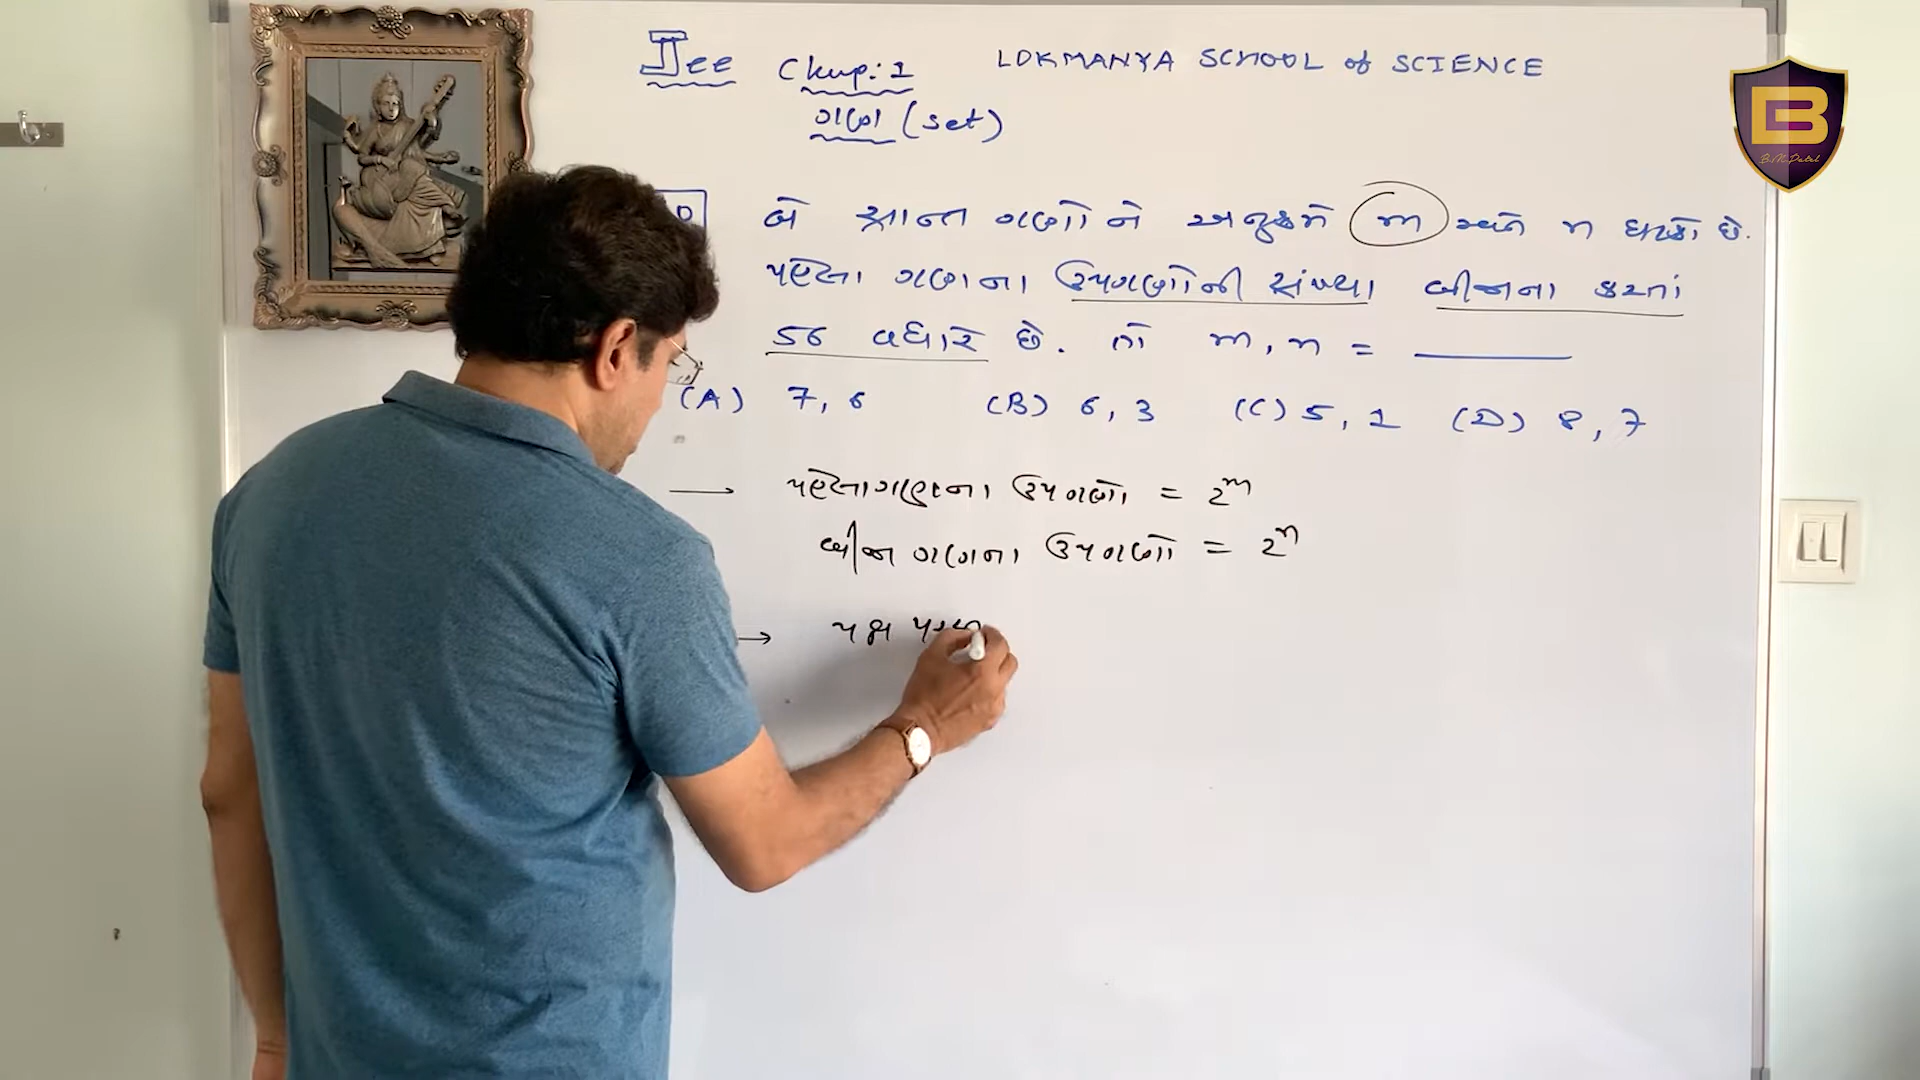 Jee Chap:1 LOKMANYA SCHOOL of SCIENCE
ગણો (set)
બે સાન્ત ગણો ને અનુક્રમે m અને n ઘટકો છે.
પહેલા ગણના ઉપગણોની સંખ્યા બીજાના કરતાં
56 વધારે છે. તો m, n =
(A) 7, 6 (B) 6, 3 (C) 5, 1 (D) 8, 7
→ પહેલા ગણના ઉપગણો = 2^m
બીજા ગણના ઉપગણો = 2^n
→
B
B.M.Patel